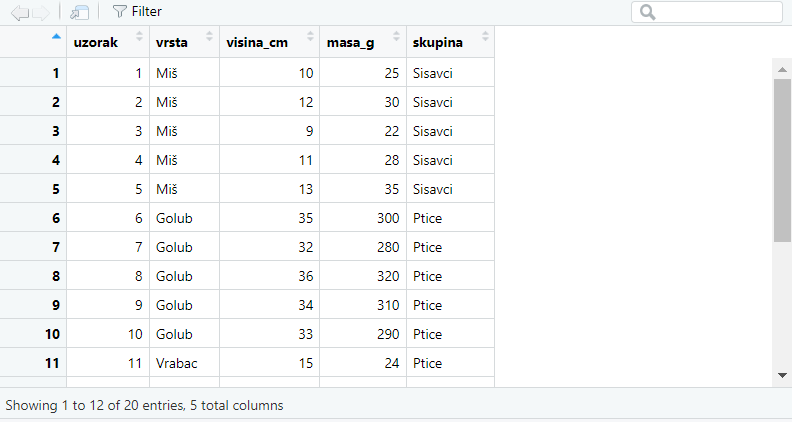 Filter
uzorak vrsta visina_cm masa_g skupina
1 1 Miš 10 25 Sisavci
2 2 Miš 12 30 Sisavci
3 3 Miš 9 22 Sisavci
4 4 Miš 11 28 Sisavci
5 5 Miš 13 35 Sisavci
6 6 Golub 35 300 Ptice
7 7 Golub 32 280 Ptice
8 8 Golub 36 320 Ptice
9 9 Golub 34 310 Ptice
10 10 Golub 33 290 Ptice
11 11 Vrabac 15 24 Ptice
Showing 1 to 12 of 20 entries, 5 total columns